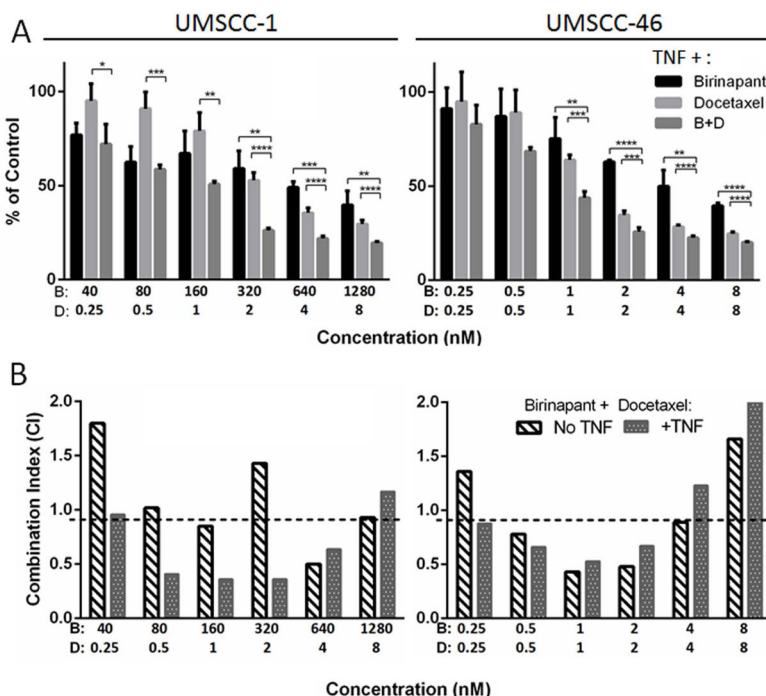 A
UMSCC-1
UMSCC-46
TNF + :
Birinapant
Docetaxel
B+D
% of Control
100
50
0
* *** ** ** **** *** **** ** ****
100
50
0
** *** **** *** ** **** **** ****
B: 40 80 160 320 640 1280
D: 0.25 0.5 1 2 4 8
B: 0.25 0.5 1 2 4 8
D: 0.25 0.5 1 2 4 8
Concentration (nM)
B
Combination Index (CI)
2.0
1.5
1.0
0.5
0.0
2.0
1.5
1.0
0.5
0.0
Birinapant + Docetaxel:
No TNF +TNF
B: 40 80 160 320 640 1280
D: 0.25 0.5 1 2 4 8
B: 0.25 0.5 1 2 4 8
D: 0.25 0.5 1 2 4 8
Concentration (nM)